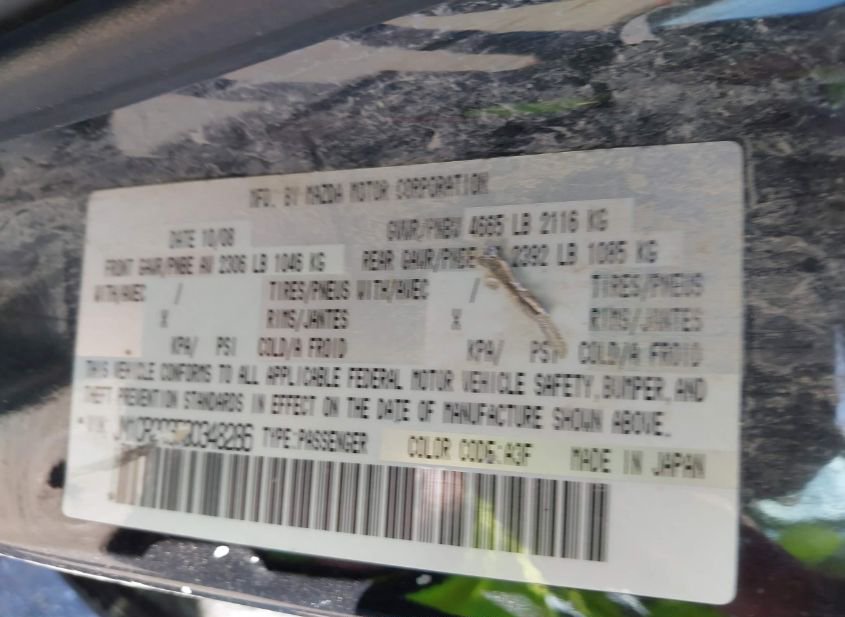 MFD. BY MAZDA MOTOR CORPORATION
DATE 10/08 GVWR/PNBV 4665 LB 2116 KG
FRONT GAWR/PNBE AV 2306 LB 1046 KG REAR GAWR/PNBE 2392 LB 1085 KG
WITH/AVEC / TIRES/PNEUS WITH/AVEC / TIRES/PNEUS
X RIMS/JANTES X RIMS/JANTES
KPA/ PSI COLD/A FROID KPA/ PSI COLD/A FROID
THIS VEHICLE CONFORMS TO ALL APPLICABLE FEDERAL MOTOR VEHICLE SAFETY, BUMPER, AND
THEFT PREVENTION STANDARDS IN EFFECT ON THE DATE OF MANUFACTURE SHOWN ABOVE.
TYPE:PASSENGER COLOR CODE:A3F MADE IN JAPAN